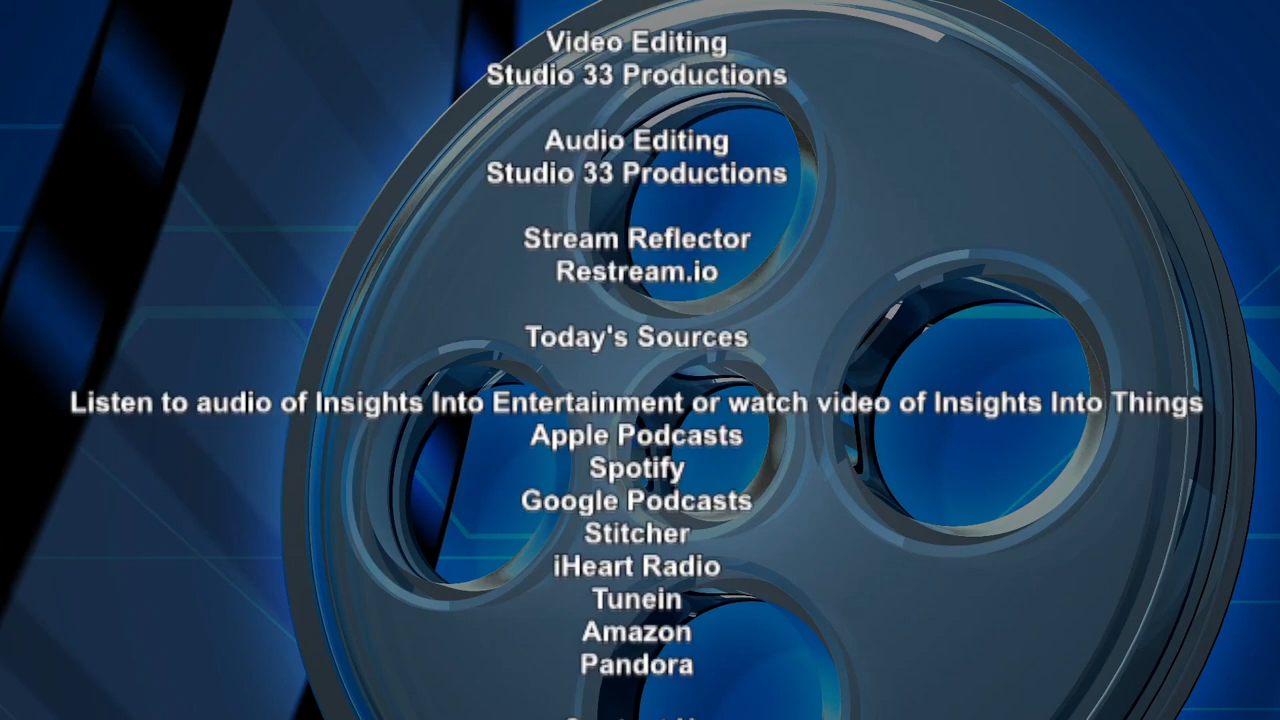 Video Editing
Studio 33 Productions
Audio Editing
Studio 33 Productions
Stream Reflector
Restream.io
Today's Sources
Listen to audio of Insights Into Entertainment or watch video of Insights Into Things
Apple Podcasts
Spotify
Google Podcasts
Stitcher
iHeart Radio
Tunein
Amazon
Pandora